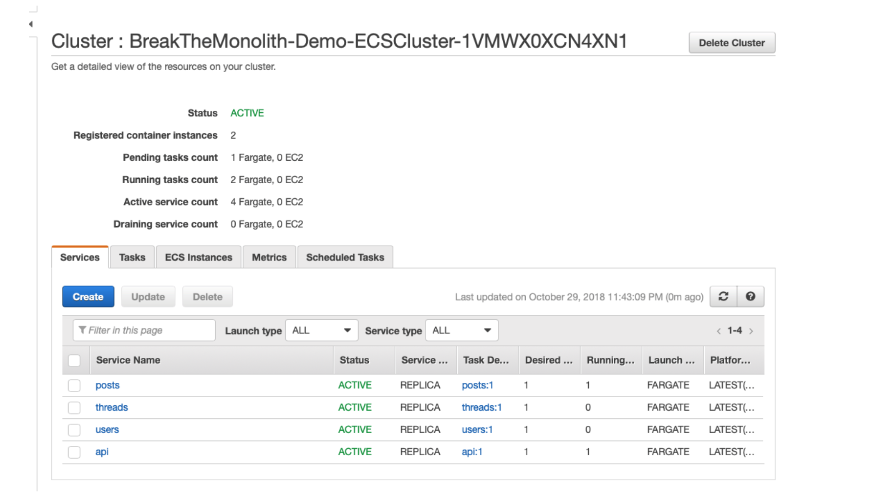 Cluster : BreakTheMonolith-Demo-ECSCluster-1VMWX0XCN4XN1 Delete Cluster
Get a detailed view of the resources on your cluster.
Status ACTIVE
Registered container instances 2
Pending tasks count 1 Fargate, 0 EC2
Running tasks count 2 Fargate, 0 EC2
Active service count 4 Fargate, 0 EC2
Draining service count 0 Fargate, 0 EC2
Services Tasks ECS Instances Metrics Scheduled Tasks
Create Update Delete Last updated on October 29, 2018 11:43:09 PM (0m ago)
Filter in this page Launch type ALL Service type ALL < 1-4 >
Service Name Status Service ... Task De... Desired ... Running... Launch ... Platfor...
posts ACTIVE REPLICA posts:1 1 1 FARGATE LATEST(...
threads ACTIVE REPLICA threads:1 1 0 FARGATE LATEST(...
users ACTIVE REPLICA users:1 1 0 FARGATE LATEST(...
api ACTIVE REPLICA api:1 1 1 FARGATE LATEST(...